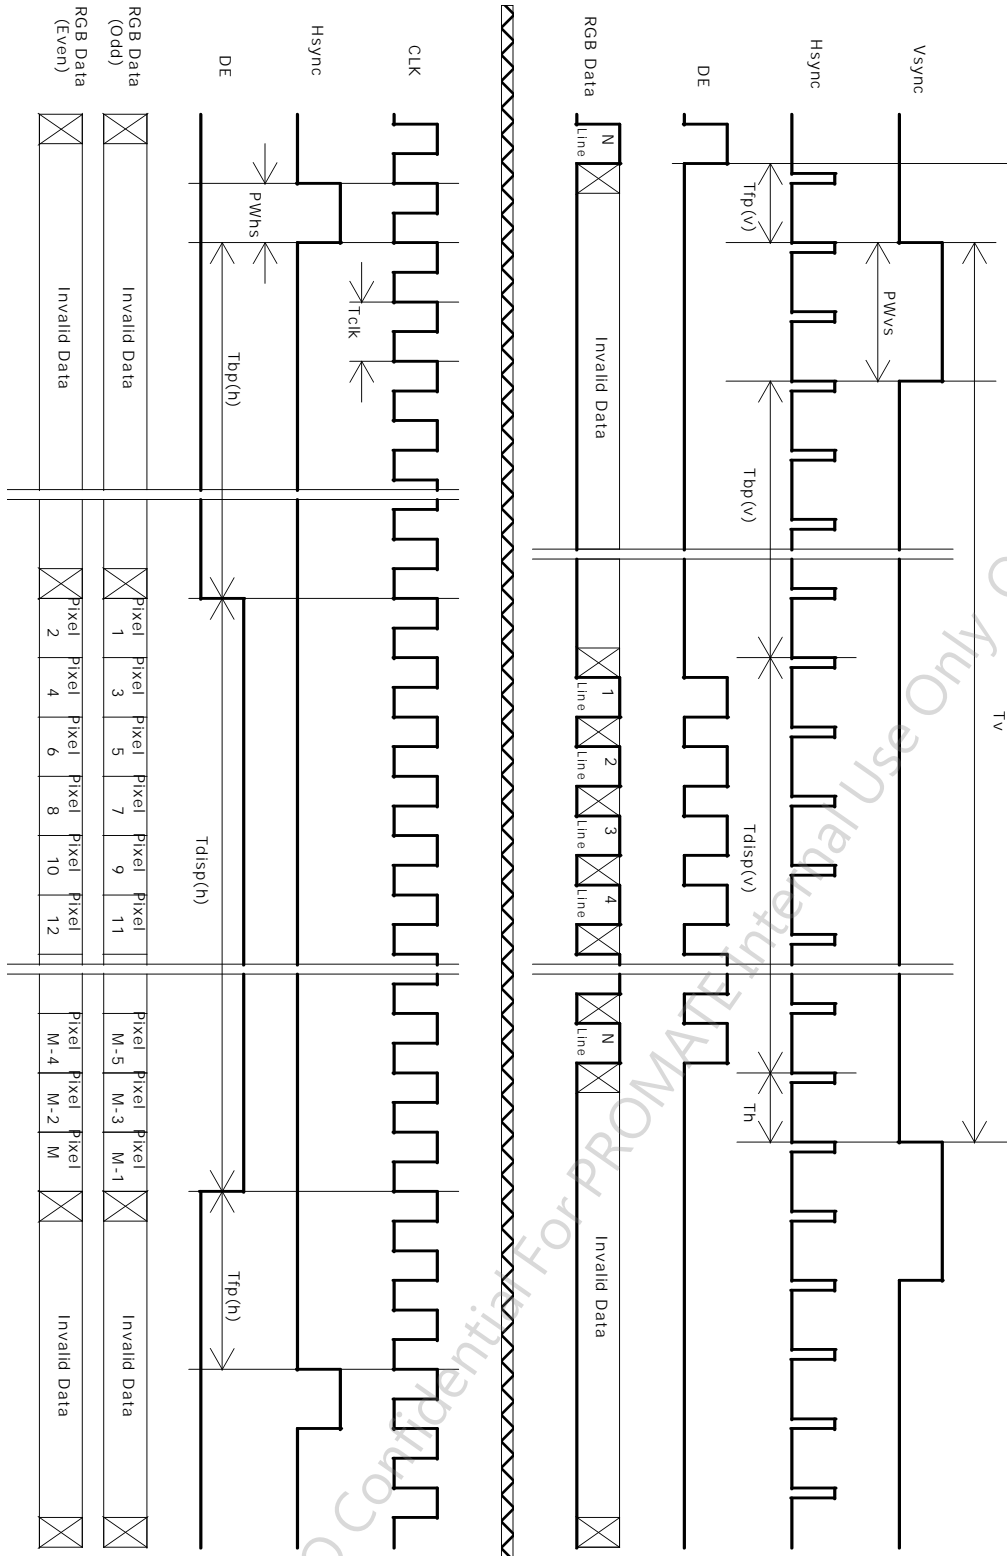 Tv
Vsync
PWvs
Hsync
Tfp(v)
Tbp(v)
Tdisp(v)
Th
DE
RGB Data
N
Line
Invalid Data
1
Line
2
Line
3
Line
4
Line
N
Line
Invalid Data
CLK
Tclk
Hsync
PWhs
Tbp(h)
Tdisp(h)
Tfp(h)
DE
RGB Data
(Odd)
Invalid Data
Pixel Pixel Pixel Pixel Pixel Pixel Pixel Pixel Pixel
1 3 5 7 9 11 M-5 M-3 M-1
Invalid Data
RGB Data
(Even)
Invalid Data
Pixel Pixel Pixel Pixel Pixel Pixel Pixel Pixel Pixel
2 4 6 8 10 12 M-4 M-2 M
Invalid Data
Confidential For PROMATE Internal Use Only